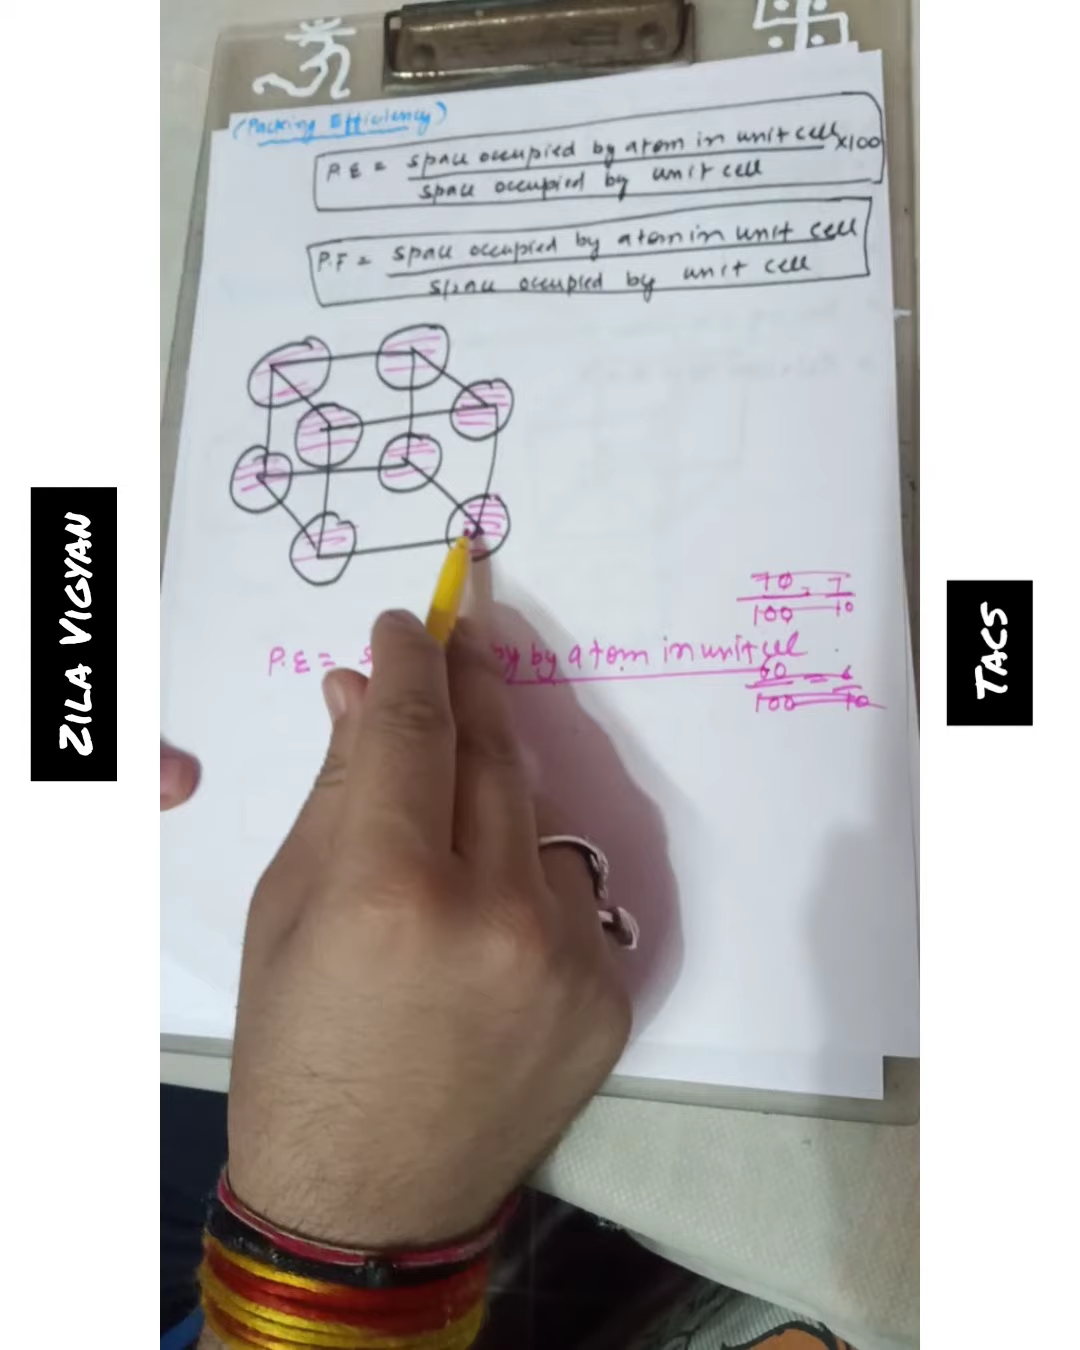 (Packing Efficiency)
P.E = space occupied by atom in unit cell x100
space occupied by unit cell
P.F = space occupied by atom in unit cell
space occupied by unit cell
70 = 7
100 10
P.E = s by by atom in unit cell
60 = 6
100 10
ZILA VIGYAN
TACS